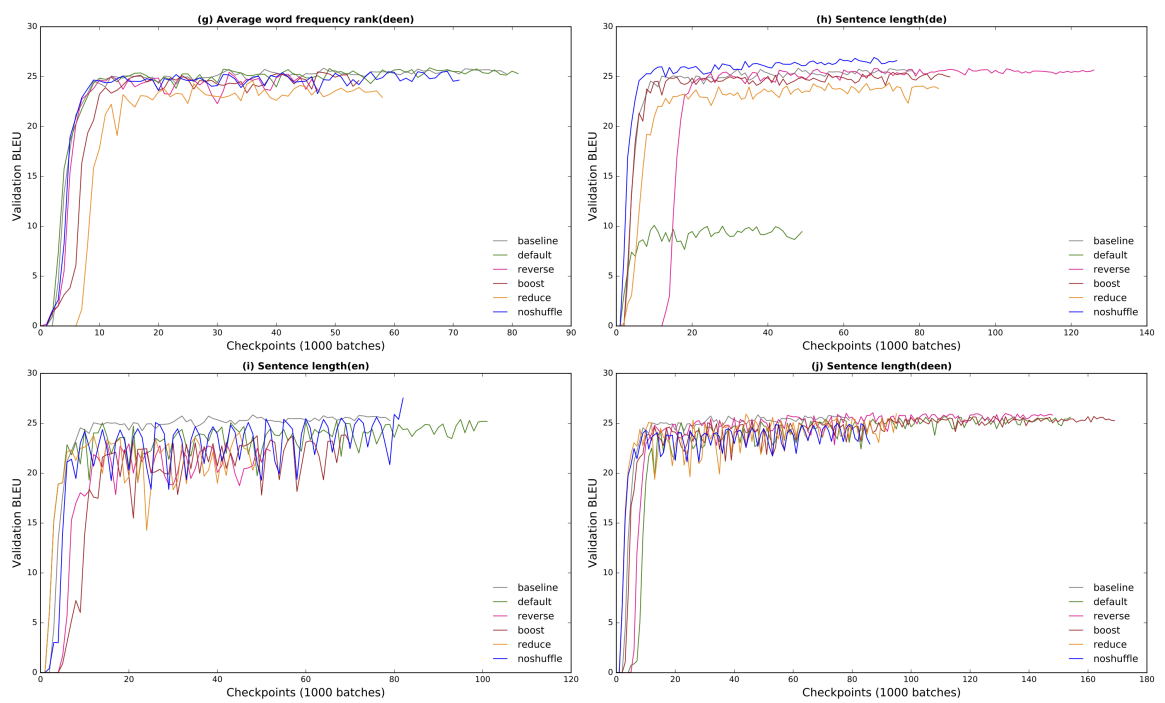 (g) Average word frequency rank(deen)
30
25
20
15
10
5
0
Validation BLEU
baseline
default
reverse
boost
reduce
noshuffle
0 10 20 30 40 50 60 70 80 90
Checkpoints (1000 batches)
(h) Sentence length(de)
30
25
20
15
10
5
0
Validation BLEU
baseline
default
reverse
boost
reduce
noshuffle
0 20 40 60 80 100 120 140
Checkpoints (1000 batches)
(i) Sentence length(en)
30
25
20
15
10
5
0
Validation BLEU
baseline
default
reverse
boost
reduce
noshuffle
0 20 40 60 80 100 120
Checkpoints (1000 batches)
(j) Sentence length(deen)
30
25
20
15
10
5
0
Validation BLEU
baseline
default
reverse
boost
reduce
noshuffle
0 20 40 60 80 100 120 140 160 180
Checkpoints (1000 batches)